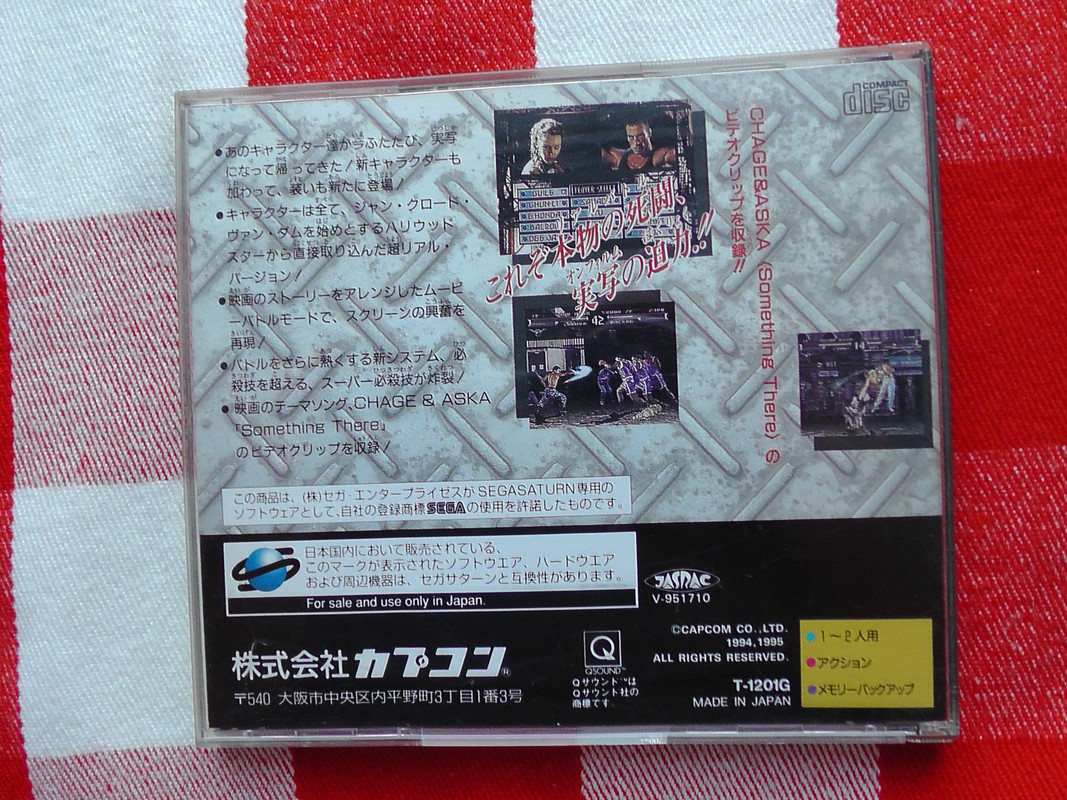 あのキャラクター達が今ふたたび、実写
になって帰ってきた!新キャラクターも
加わって、装いも新たに登場!
キャラクターは全て、ジャン・クロード・
ヴァン・ダムを始めとするハリウッド
スターから直接取り込んだ超リアル・
バージョン!
映画のストーリーをアレンジしたムービ
ーバトルモードで、スクリーンの興奮を
再現!
バトルをさらに熱くする新システム、必
殺技を超える、スーパー必殺技が炸裂!
映画のテーマソング、CHAGE & ASKA
「Something There」
のビデオクリップを収録!
GUILE
CHUN-LI
E.HONDA
これぞ本物の死闘、
実写の迫力!!
CHAGE&ASKA〈Something There〉の
ビデオクリップを収録!!
COMPACT
disc
この商品は、(株)セガ・エンタープライゼスがSEGASATURN専用の
ソフトウェアとして、自社の登録商標SEGAの使用を許諾したものです。
日本国内において販売されている、
このマークが表示されたソフトウエア、ハードウエア
および周辺機器は、セガサターンと互換性があります。
For sale and use only in Japan.
JASRAC
V-951710
株式会社カプコン®
〒540 大阪市中央区内平野町3丁目1番3号
Q
QSOUND™
Qサウンド™は
Qサウンド社の
商標です。
©CAPCOM CO.,LTD.
1994,1995
ALL RIGHTS RESERVED.
T-1201G
MADE IN JAPAN
1〜2人用
アクション
メモリーバックアップ